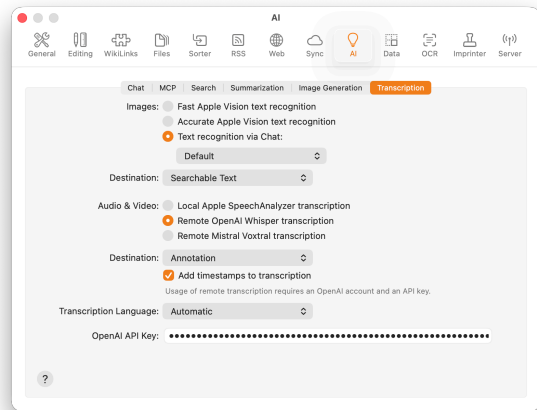 AI
General Editing WikiLinks Files Sorter RSS Web Sync AI Data OCR Imprinter Server
Chat MCP Search Summarization Image Generation Transcription
Images: Fast Apple Vision text recognition
Accurate Apple Vision text recognition
Text recognition via Chat:
Default
Destination: Searchable Text
Audio & Video: Local Apple SpeechAnalyzer transcription
Remote OpenAI Whisper transcription
Remote Mistral Voxtral transcription
Destination: Annotation
Add timestamps to transcription
Usage of remote transcription requires an OpenAI account and an API key.
Transcription Language: Automatic
OpenAI API Key: ••••••••••••••••••••••••••••••••••••••••••••••••••••
?